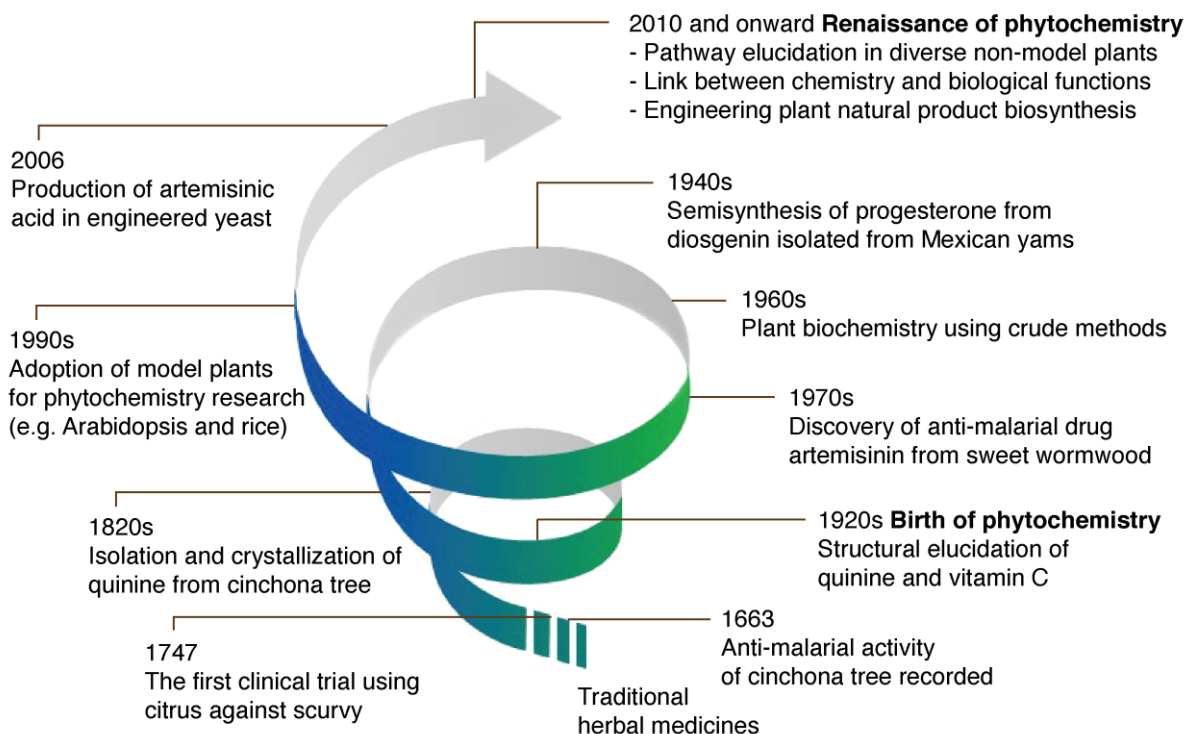 2010 and onward Renaissance of phytochemistry
- Pathway elucidation in diverse non-model plants
- Link between chemistry and biological functions
- Engineering plant natural product biosynthesis
2006
Production of artemisinic
acid in engineered yeast
1940s
Semisynthesis of progesterone from
diosgenin isolated from Mexican yams
1960s
Plant biochemistry using crude methods
1990s
Adoption of model plants
for phytochemistry research
(e.g. Arabidopsis and rice)
1970s
Discovery of anti-malarial drug
artemisinin from sweet wormwood
1820s
Isolation and crystallization of
quinine from cinchona tree
1920s Birth of phytochemistry
Structural elucidation of
quinine and vitamin C
1747
The first clinical trial using
citrus against scurvy
1663
Anti-malarial activity
of cinchona tree recorded
Traditional
herbal medicines